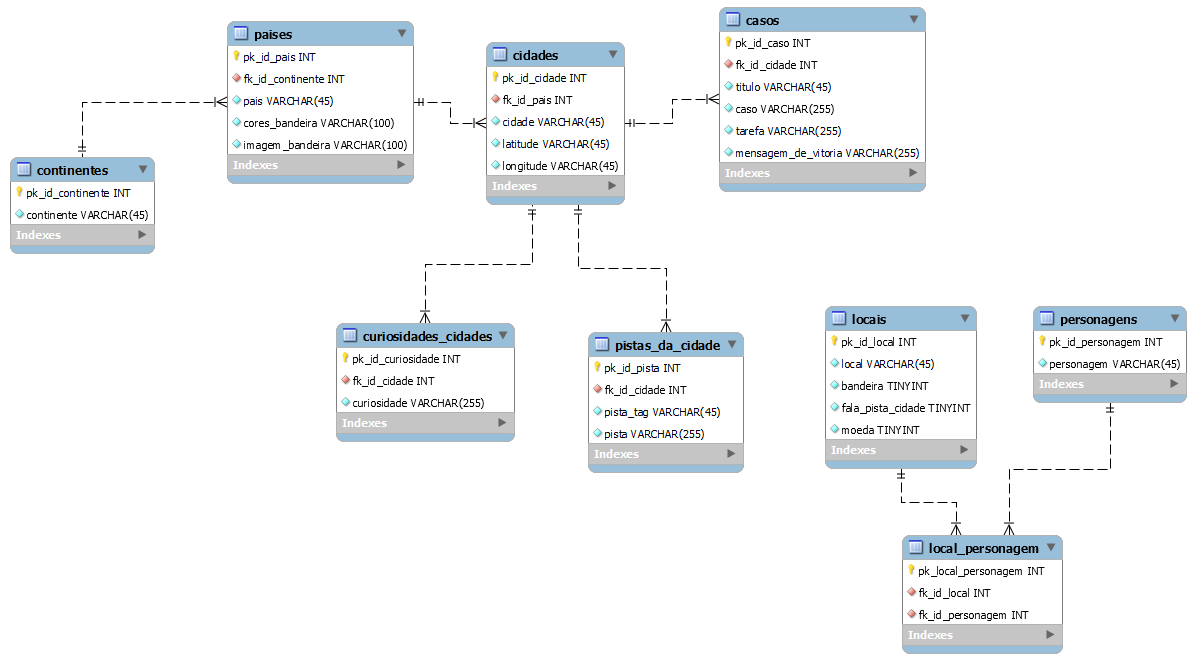 continentes
pk_id_continente INT
continente VARCHAR(45)
Indexes
paises
pk_id_pais INT
fk_id_continente INT
pais VARCHAR(45)
cores_bandeira VARCHAR(100)
imagem_bandeira VARCHAR(100)
Indexes
cidades
pk_id_cidade INT
fk_id_pais INT
cidade VARCHAR(45)
latitude VARCHAR(45)
longitude VARCHAR(45)
Indexes
casos
pk_id_caso INT
fk_id_cidade INT
titulo VARCHAR(45)
caso VARCHAR(255)
tarefa VARCHAR(255)
mensagem_de_vitoria VARCHAR(255)
Indexes
curiosidades_cidades
pk_id_curiosidade INT
fk_id_cidade INT
curiosidade VARCHAR(255)
Indexes
pistas_da_cidade
pk_id_pista INT
fk_id_cidade INT
pista_tag VARCHAR(45)
pista VARCHAR(255)
Indexes
locais
pk_id_local INT
local VARCHAR(45)
bandeira TINYINT
fala_pista_cidade TINYINT
moeda TINYINT
Indexes
personagens
pk_id_personagem INT
personagem VARCHAR(45)
Indexes
local_personagem
pk_local_personagem INT
fk_id_local INT
fk_id_personagem INT
Indexes